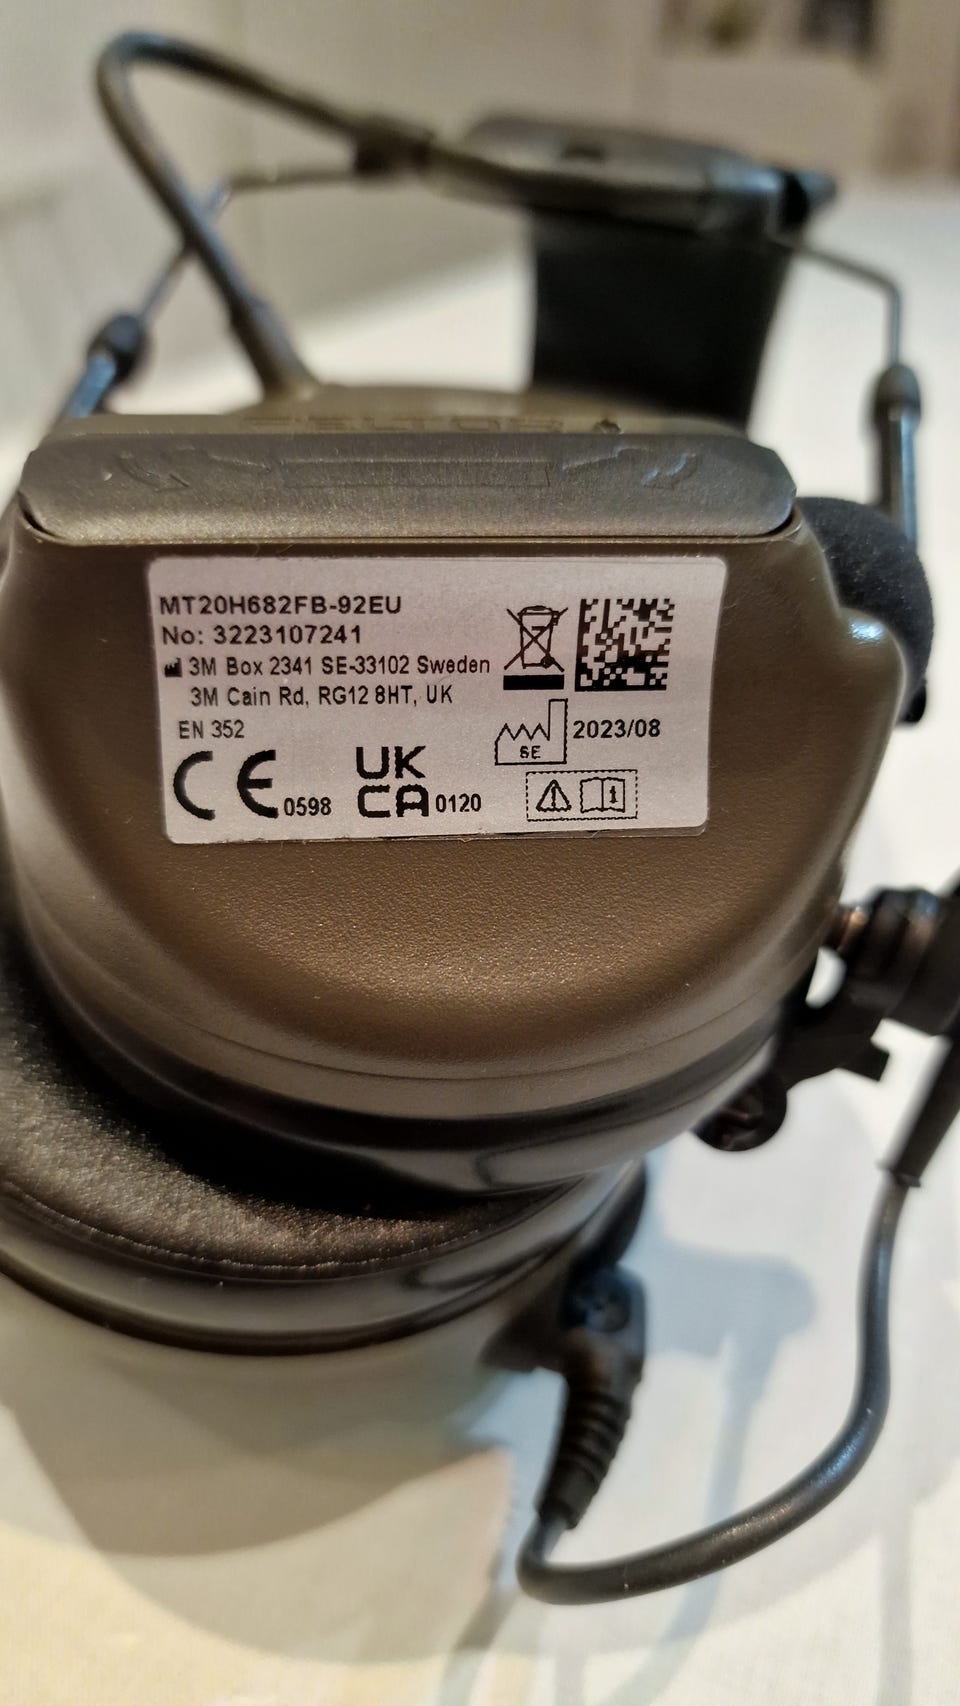 MT20H682FB-92EU
No: 3223107241
3M Box 2341 SE-33102 Sweden
3M Cain Rd, RG12 8HT, UK
EN 352
SE
2023/08
CE 0598
UK
CA 0120